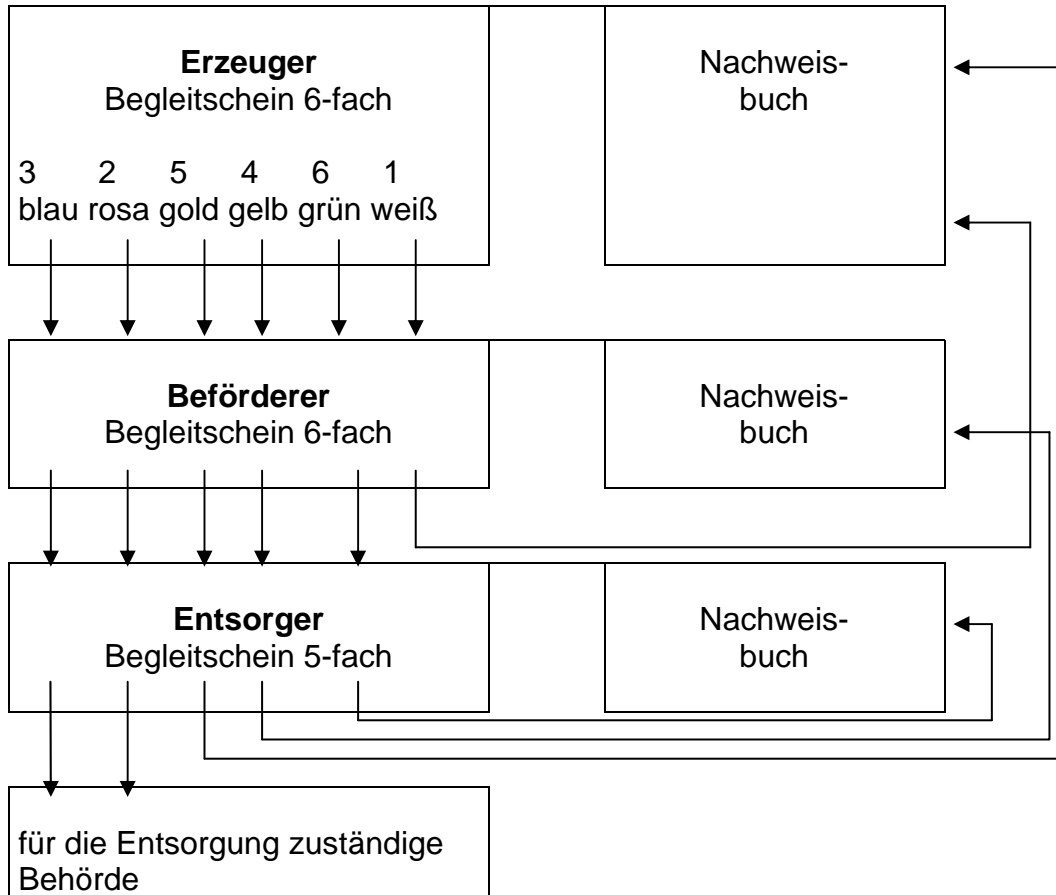 Erzeuger
Begleitschein 6-fach
3 2 5 4 6 1
blau rosa gold gelb grün weiß
Nachweis-
buch
Beförderer
Begleitschein 6-fach
Nachweis-
buch
Entsorger
Begleitschein 5-fach
Nachweis-
buch
für die Entsorgung zuständige
Behörde